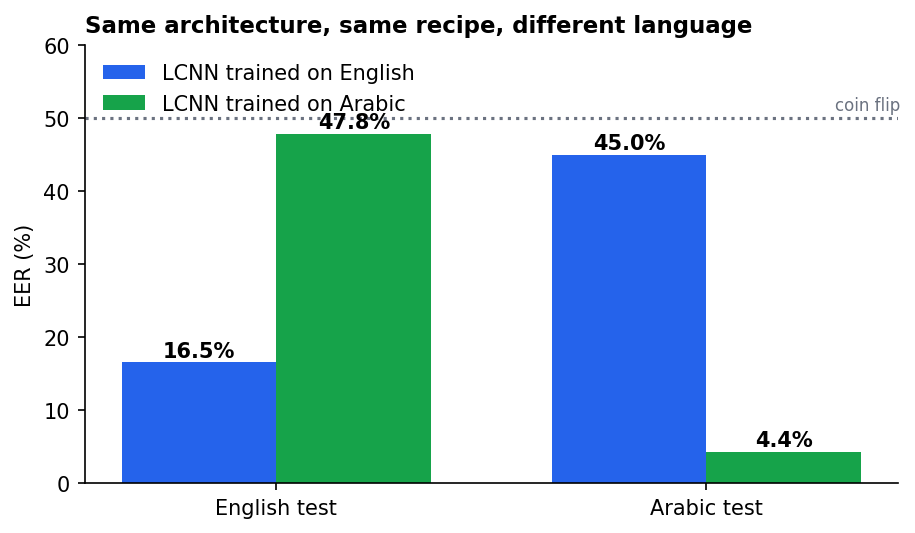 Same architecture, same recipe, different language
60
LCNN trained on English
LCNN trained on Arabic
coin flip
50
47.8%
45.0%
40
EER (%)
30
20
16.5%
10
4.4%
0
English test
Arabic test